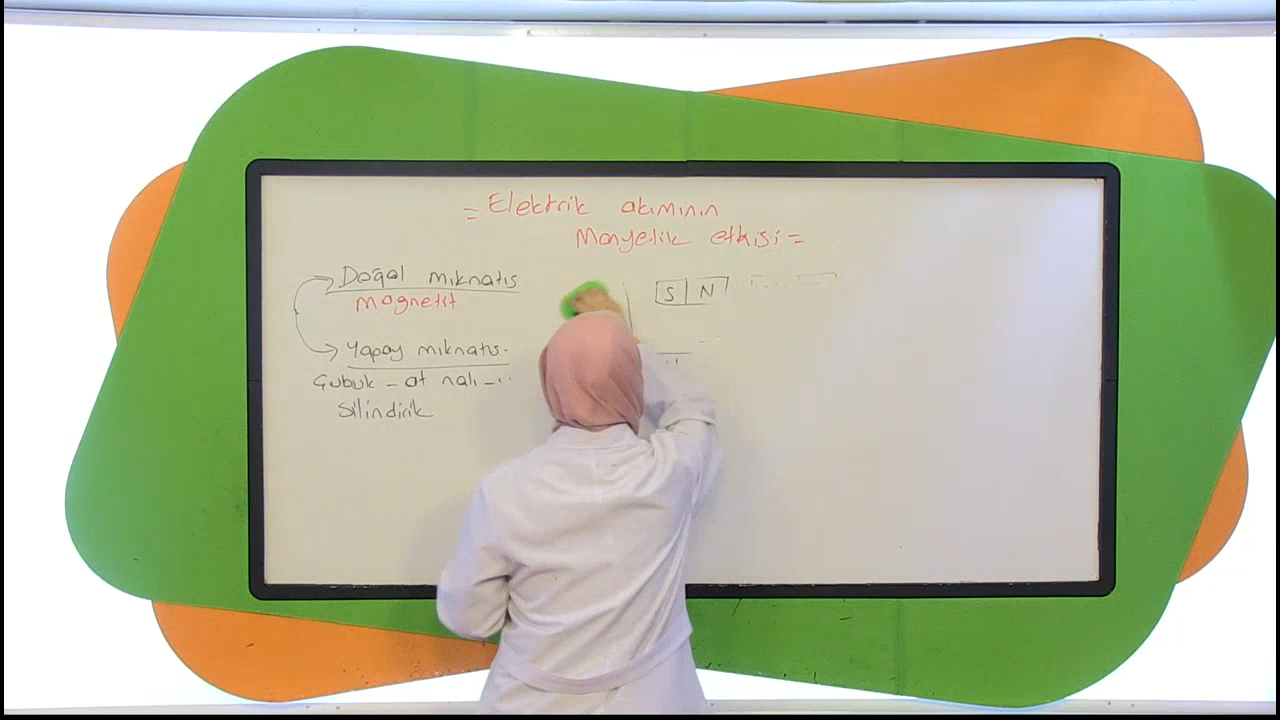 = Elektrik akımının
Manyetik etkisi =
Doğal mıknatıs
magnetit
Yapay mıknatıs.
Çubuk - at nalı - ...
Silindirik
S N